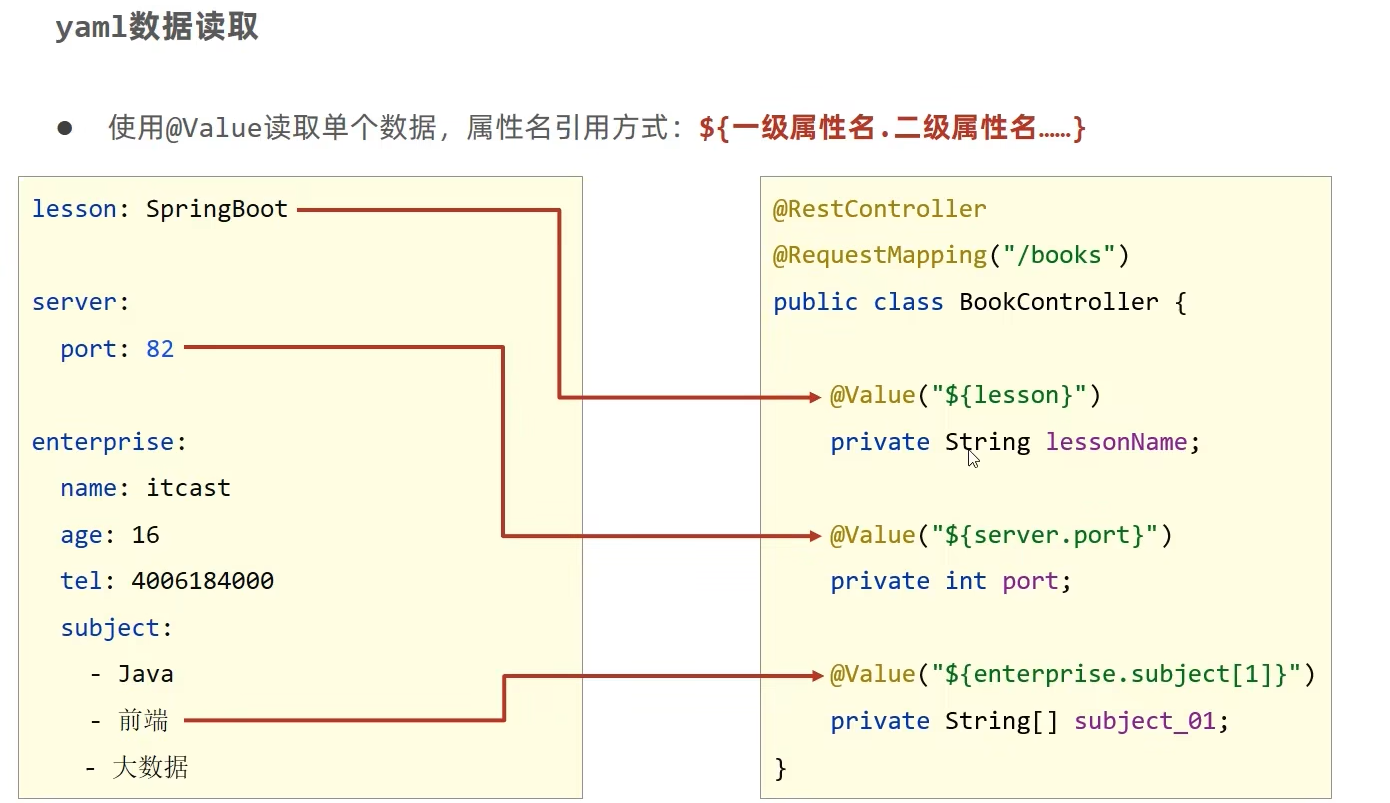 yaml数据读取
● 使用@Value读取单个数据，属性名引用方式：${一级属性名.二级属性名……}
lesson: SpringBoot
server:
  port: 82
enterprise:
  name: itcast
  age: 16
  tel: 4006184000
  subject:
    - Java
    - 前端
    - 大数据
@RestController
@RequestMapping("/books")
public class BookController {
    @Value("${lesson}")
    private String lessonName;
    @Value("${server.port}")
    private int port;
    @Value("${enterprise.subject[1]}")
    private String[] subject_01;
}